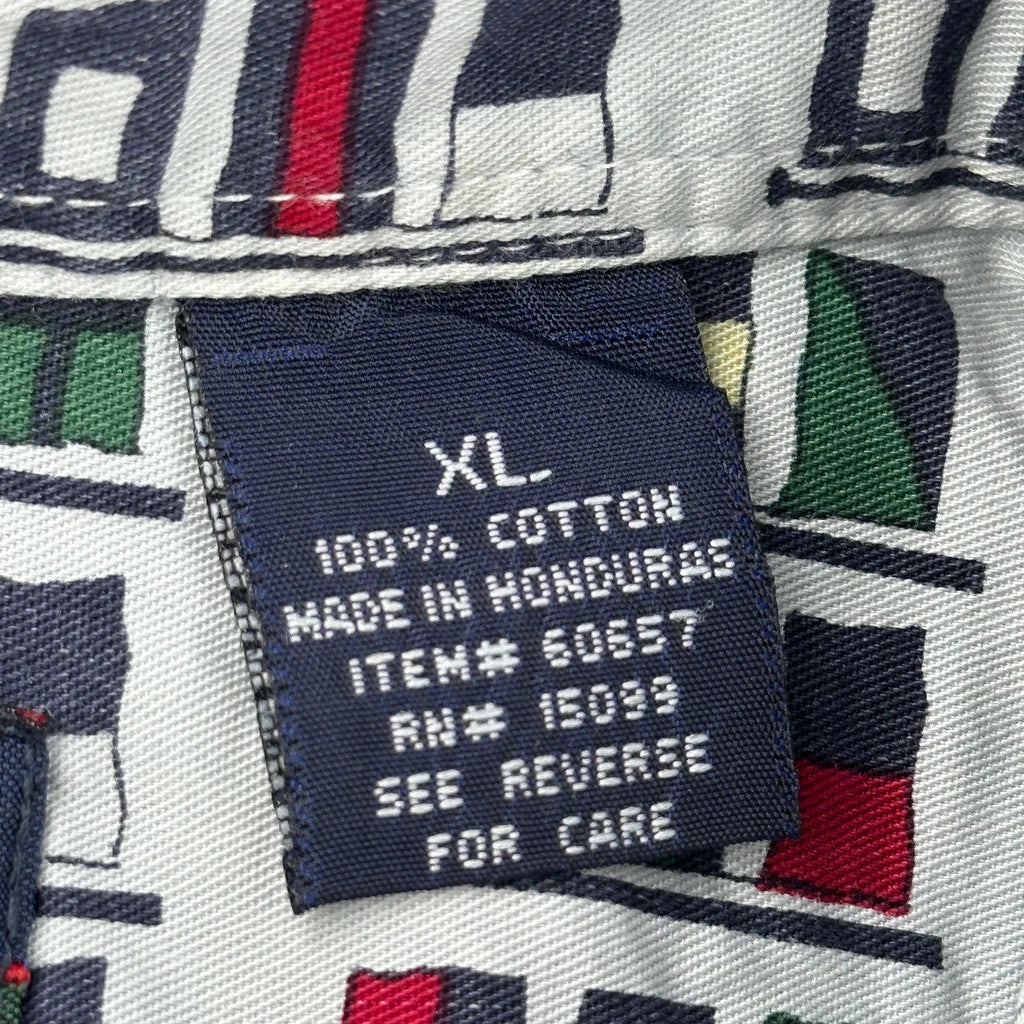 XL
100% COTTON
MADE IN HONDURAS
ITEM# 60657
RN# 15099
SEE REVERSE
FOR CARE